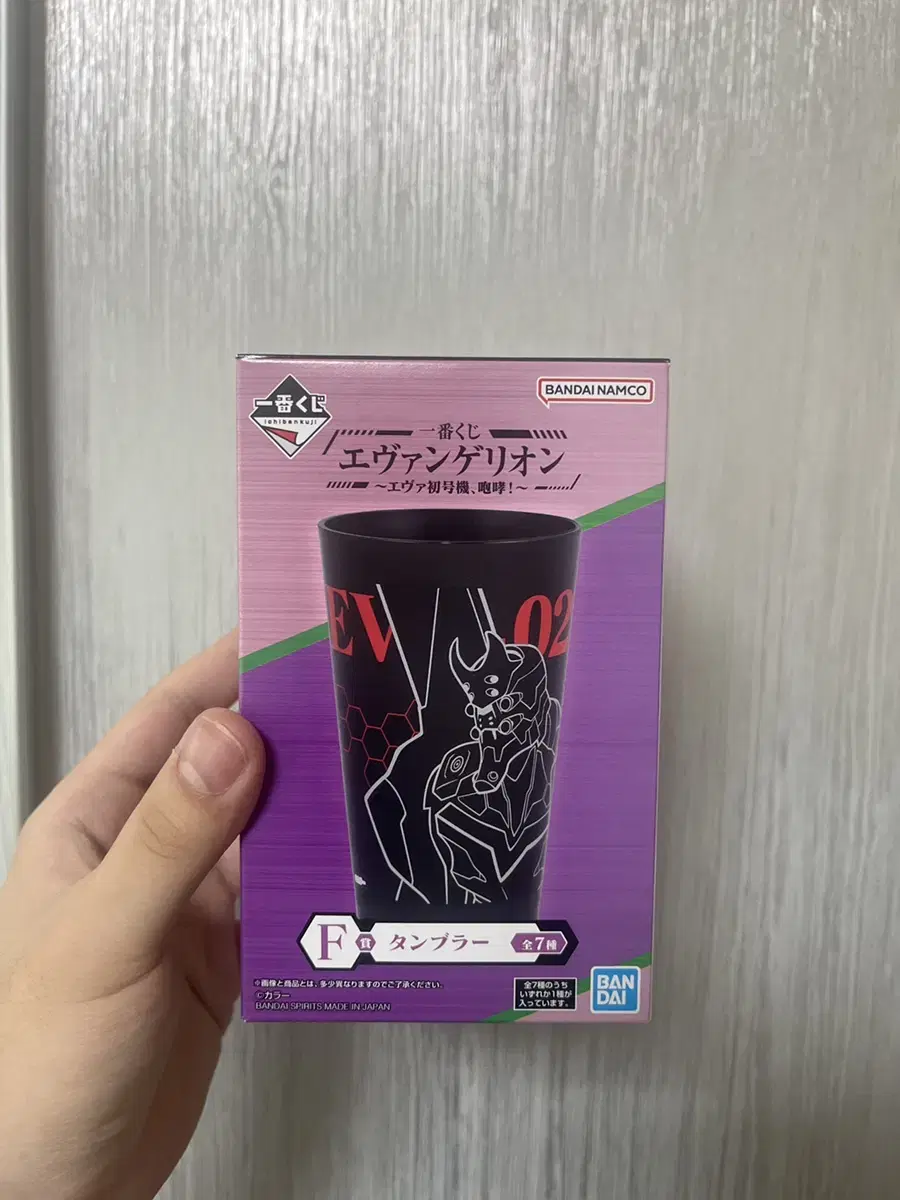 一番くじ
ichibankuji
BANDAI NAMCO
一番くじ
エヴァンゲリオン
～エヴァ初号機、咆哮！～
EV 02
F賞 タンブラー 全7種
※画像と商品とは、多少異なりますのでご了承ください。
©カラー
BANDAI SPIRITS MADE IN JAPAN
全7種のうち
いずれか1種が
入っています。
BAN
DAI